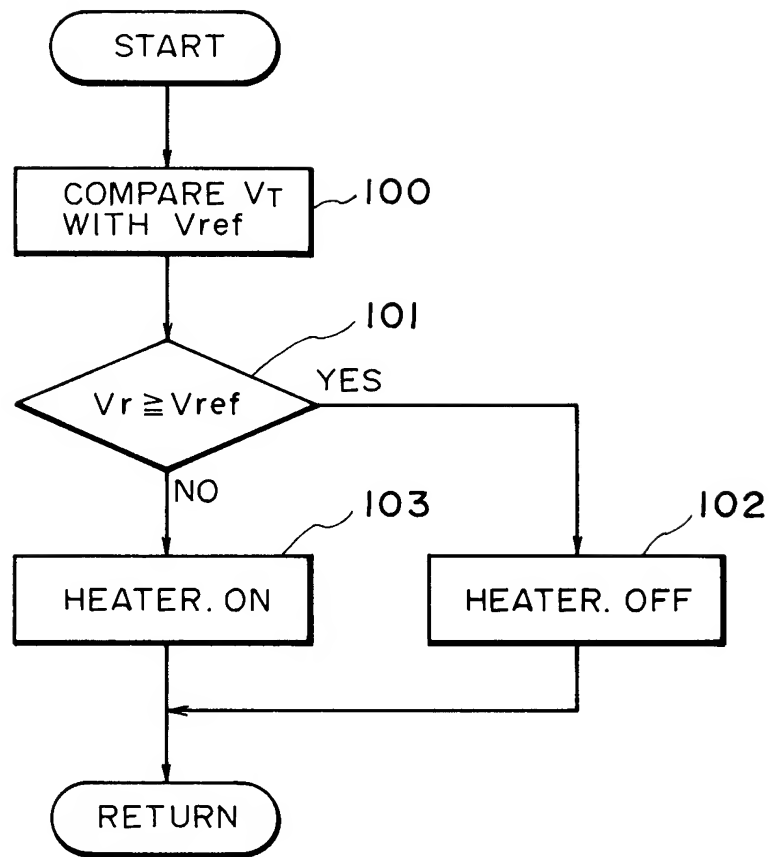 START
COMPARE VT
WITH Vref
100
101
Vr ≧ Vref
YES
NO
103
102
HEATER. ON
HEATER. OFF
RETURN